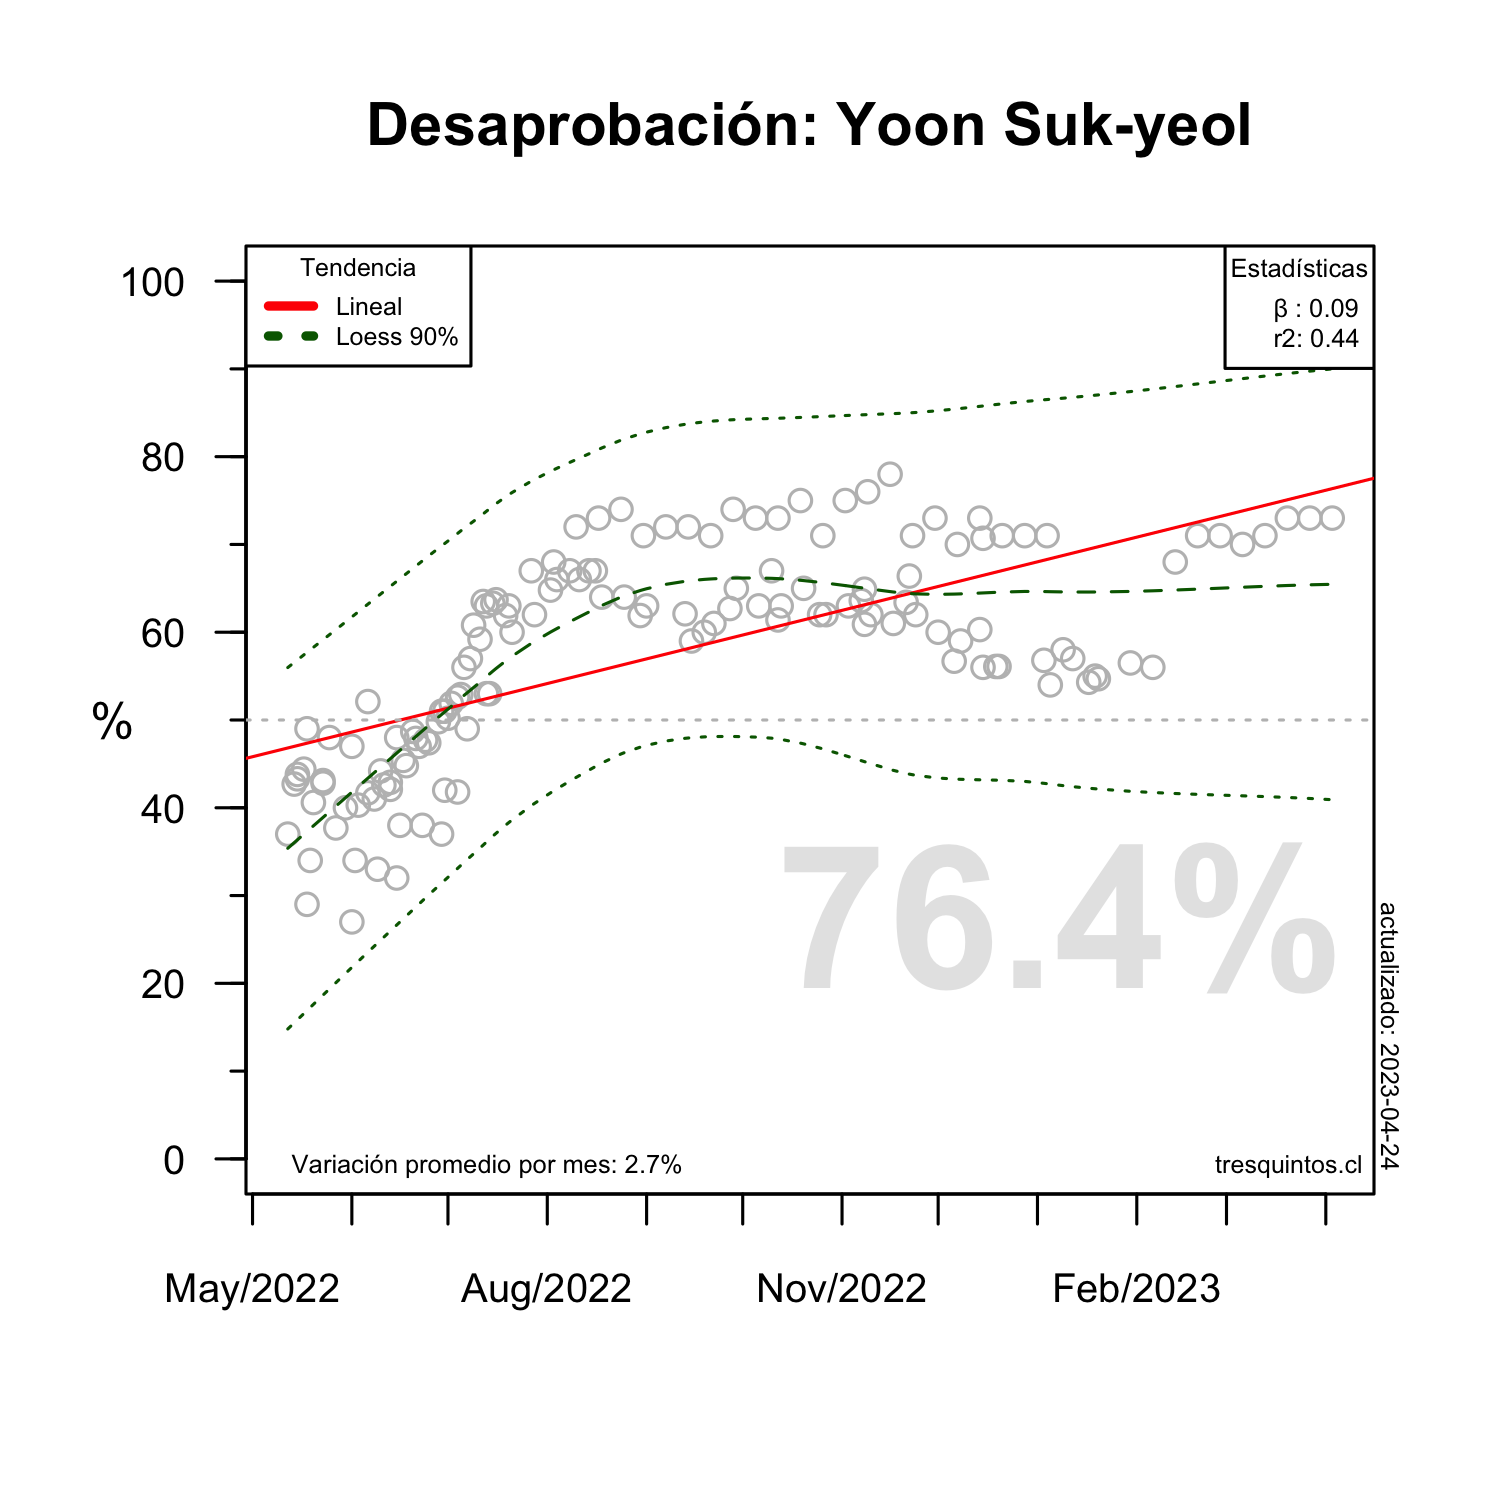 Desaprobación: Yoon Suk-yeol
Tendencia
Lineal
Loess 90%
Estadísticas
β : 0.09
r2: 0.44
100
80
60
40
20
0
%
76.4%
actualizado: 2023-04-24
Variación promedio por mes: 2.7%
tresquintos.cl
May/2022
Aug/2022
Nov/2022
Feb/2023